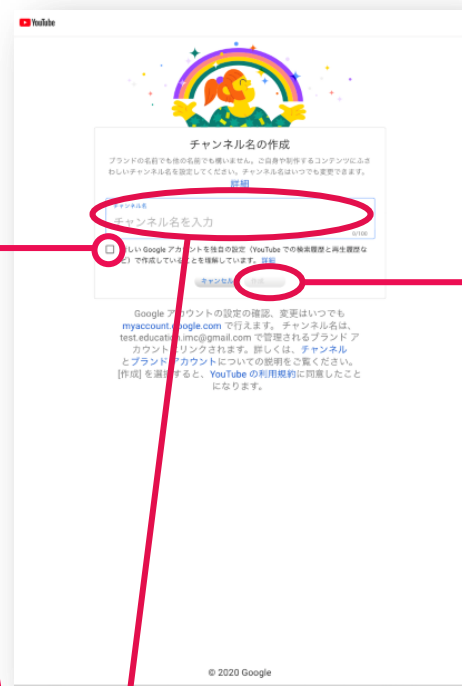 YouTube
チャンネル名の作成
ブランドの名前でも他の名前でも構いません。ご自身や制作するコンテンツにふさ
わしいチャンネル名を設定してください。チャンネル名はいつでも変更できます。
詳細
チャンネル名
チャンネル名を入力
0/100
しい Google アカウントを独自の設定（YouTube での検索履歴と再生履歴な
ど）で作成していることを理解しています。 詳細
キャンセル
Google アカウントの設定の確認、変更はいつでも
myaccount.google.com で行えます。 チャンネル名は、
test.education.imc@gmail.com で管理されるブランド ア
カウントにリンクされます。詳しくは、チャンネル
とブランド アカウントについての説明をご覧ください。
[作成] を選択すると、YouTube の利用規約に同意したこと
になります。
© 2020 Google